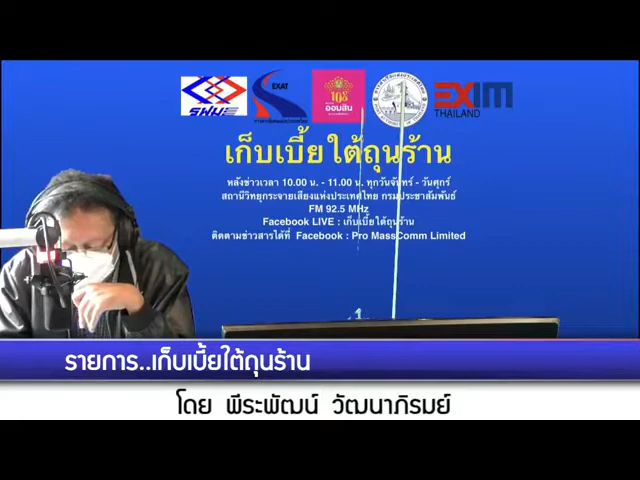 รฟม
EXAT
ออมสิน
EXIM
THAILAND
เก็บเบี้ยใต้ถุนร้าน
หลังข่าวเวลา 10.00 น. - 11.00 น. ทุกวันจันทร์ - วันศุกร์
สถานีวิทยุกระจายเสียงแห่งประเทศไทย กรมประชาสัมพันธ์
FM 92.5 MHz
Facebook LIVE : เก็บเบี้ยใต้ถุนร้าน
ติดตามข่าวสารได้ที่ Facebook : Pro MassComm Limited
รายการ..เก็บเบี้ยใต้ถุนร้าน
โดย พีระพัฒน์ วัฒนาภิรมย์